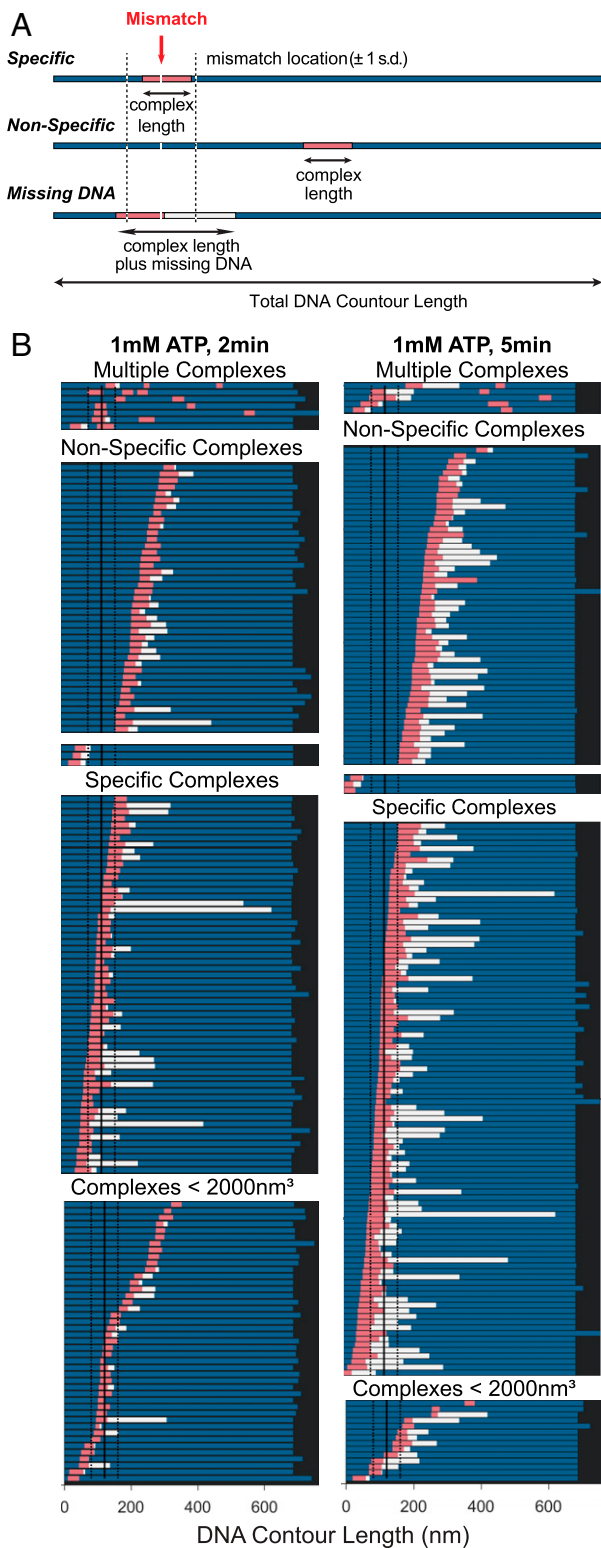 A
Mismatch
Specific
mismatch location (± 1 s.d.)
complex
length
Non-Specific
complex
length
Missing DNA
complex length
plus missing DNA
Total DNA Countour Length
B
1mM ATP, 2min
1mM ATP, 5min
Multiple Complexes
Multiple Complexes
Non-Specific Complexes
Non-Specific Complexes
Specific Complexes
Specific Complexes
Complexes < 2000nm³
Complexes < 2000nm³
0 200 400 600
0 200 400 600
DNA Contour Length (nm)